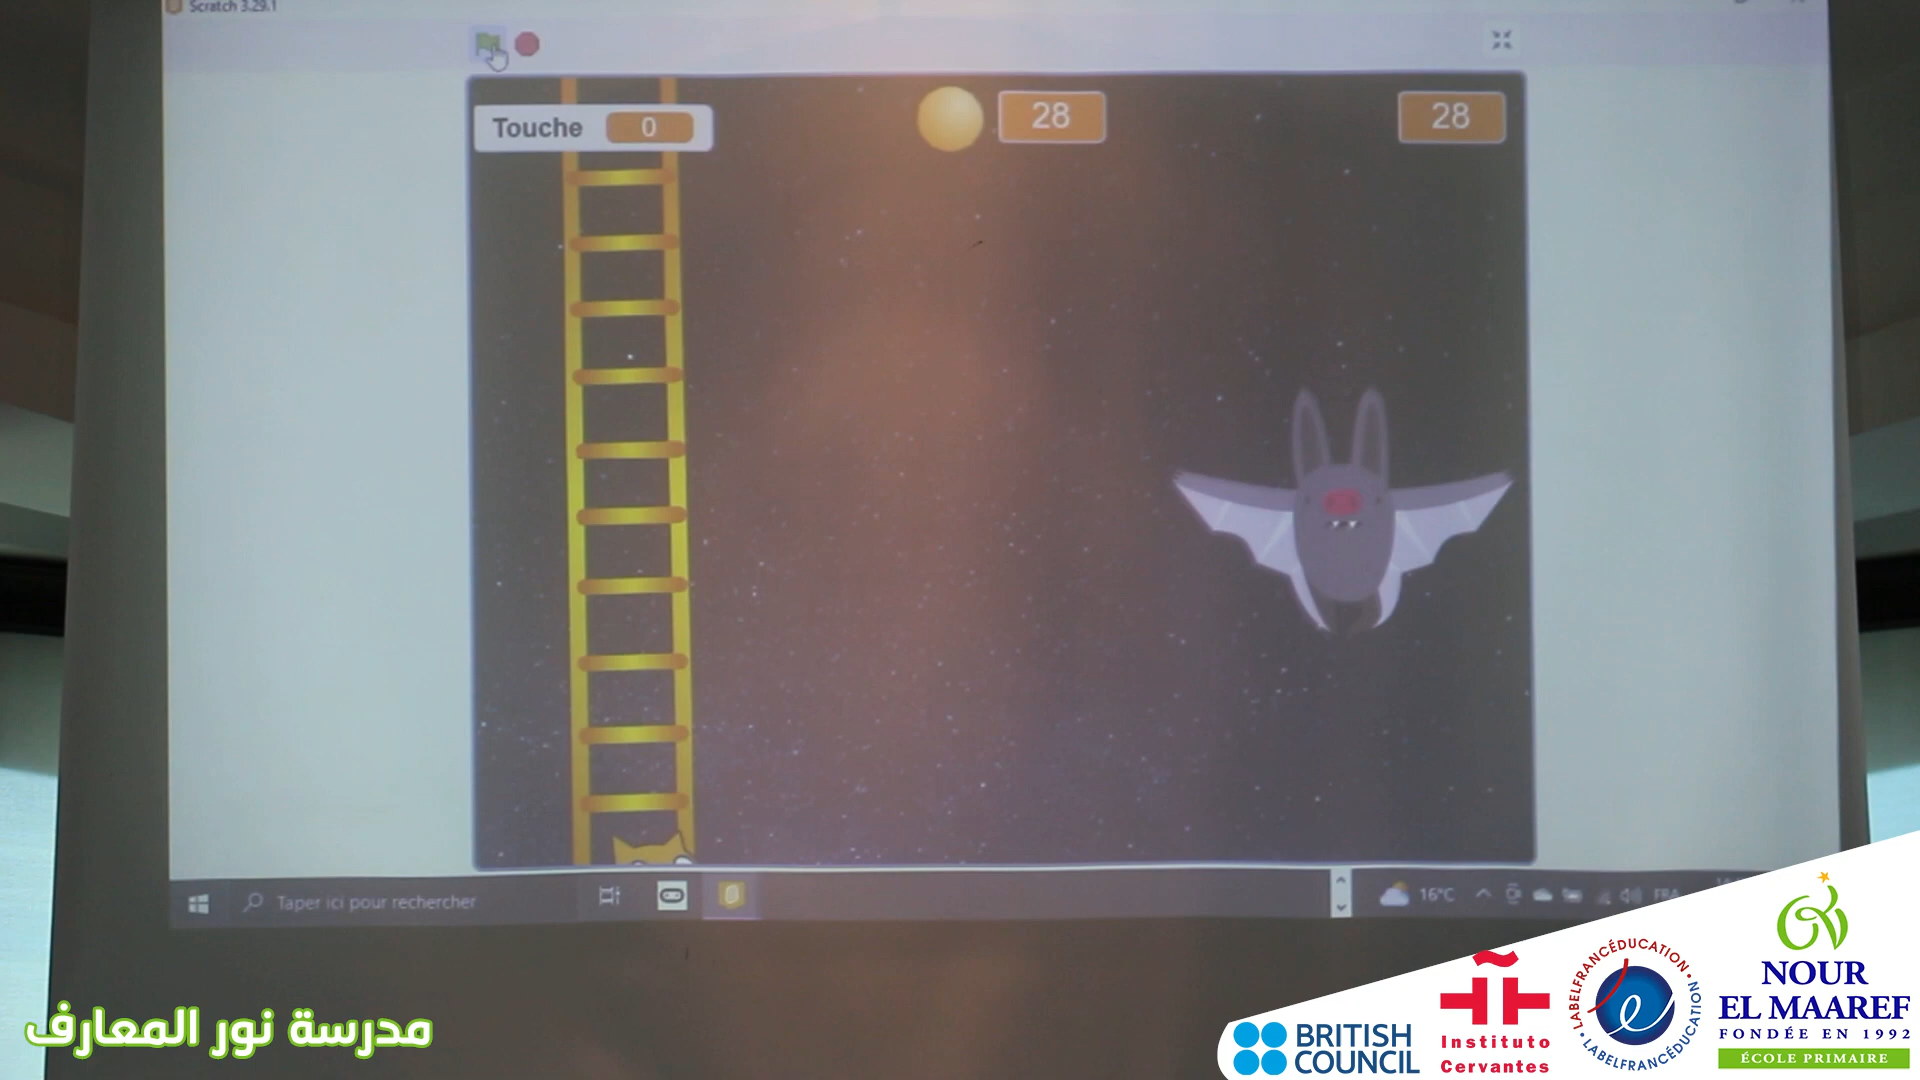 Scratch 3.29.1
Touche 0
28
28
Taper ici pour rechercher
16°C
FRA
مدرسة نور المعارف
BRITISH
COUNCIL
Instituto
Cervantes
LABELFRANCÉDUCATION • LABELFRANCÉDUCATION •
NOUR
EL MAAREF
FONDÉE EN 1992
ÉCOLE PRIMAIRE